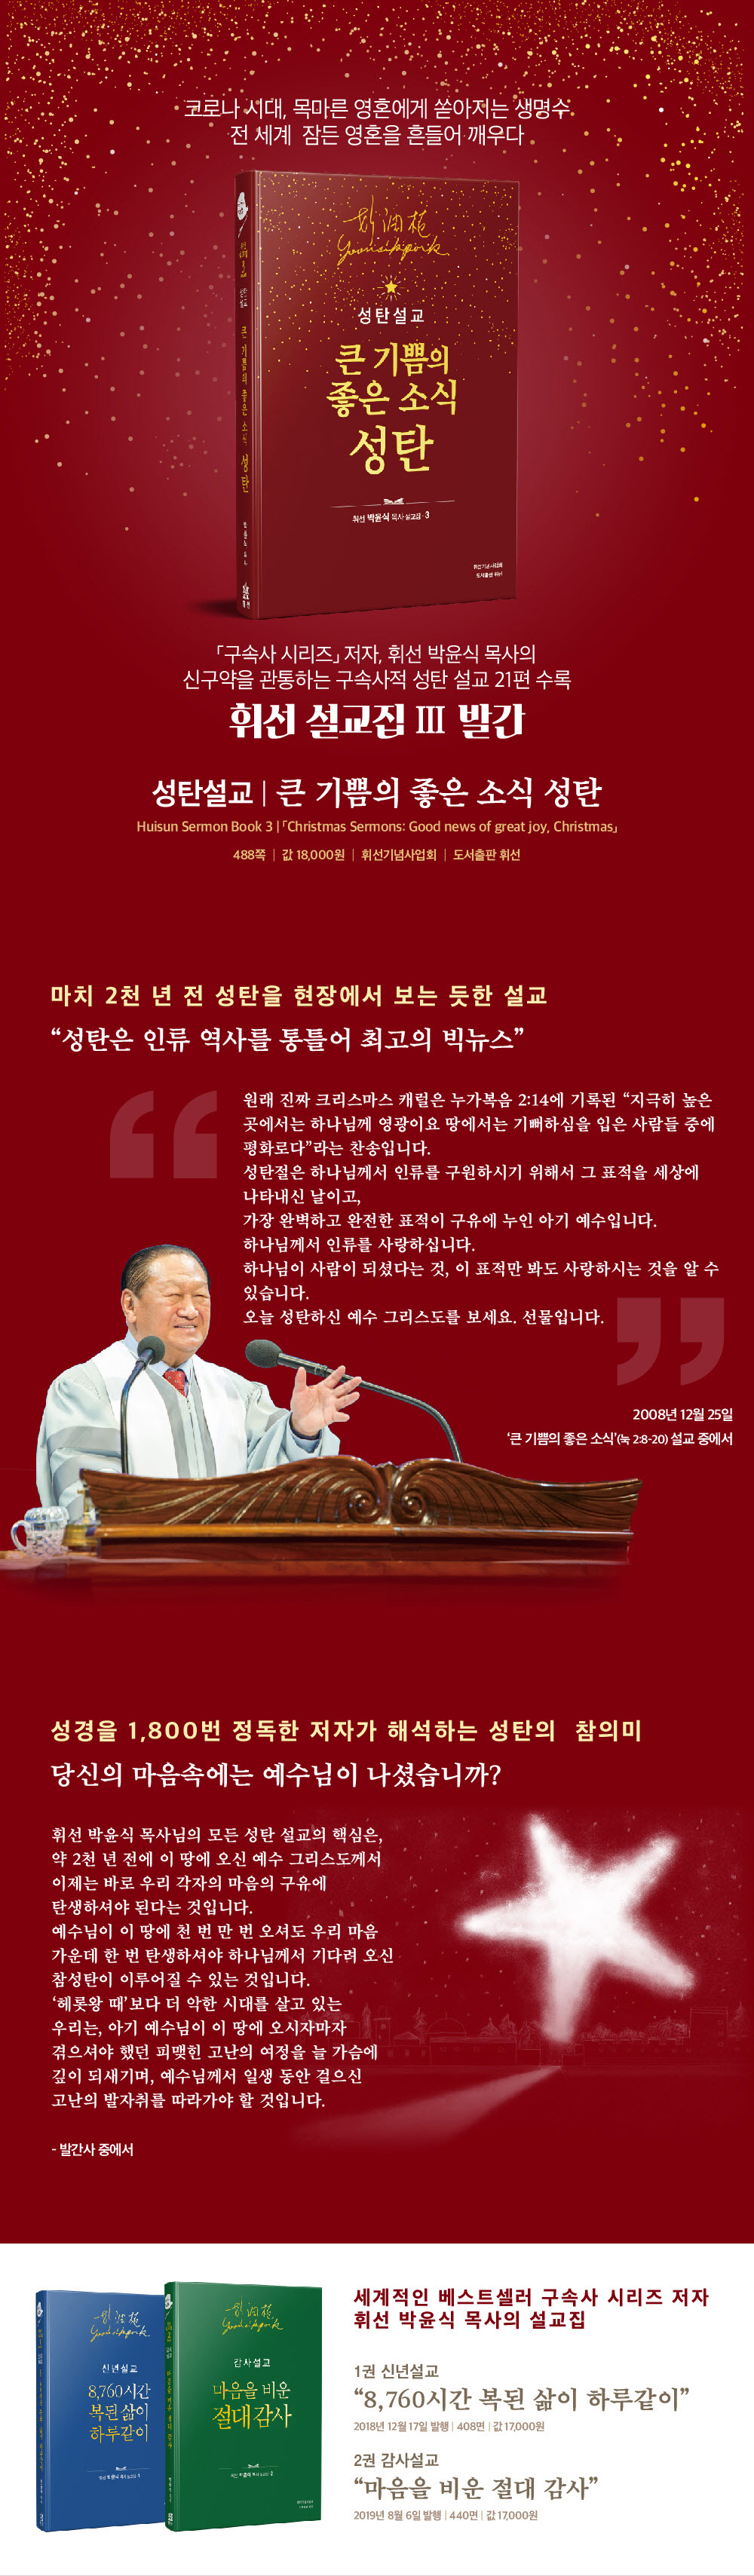 코로나 시대, 목마른 영혼에게 쏟아지는 생명수
전 세계 잠든 영혼을 흔들어 깨우다
朴潤植
Yoonsikpark
성탄설교
큰 기쁨의
좋은 소식
성탄
휘선 박윤식 목사 설교집·3
휘선기념사업회
도서출판 휘선
성탄설교
큰 기쁨의 좋은 소식 성탄
「구속사 시리즈」 저자, 휘선 박윤식 목사의
신구약을 관통하는 구속사적 성탄 설교 21편 수록
휘선 설교집 III 발간
성탄설교 | 큰 기쁨의 좋은 소식 성탄
Huisun Sermon Book 3 |「Christmas Sermons: Good news of great joy, Christmas」
488쪽 | 값 18,000원 | 휘선기념사업회 | 도서출판 휘선
마치 2천 년 전 성탄을 현장에서 보는 듯한 설교
“성탄은 인류 역사를 통틀어 최고의 빅뉴스”
원래 진짜 크리스마스 캐럴은 누가복음 2:14에 기록된 “지극히 높은
곳에서는 하나님께 영광이요 땅에서는 기뻐하심을 입은 사람들 중에
평화로다”라는 찬송입니다.
성탄절은 하나님께서 인류를 구원하시기 위해서 그 표적을 세상에
나타내신 날이고,
가장 완벽하고 완전한 표적이 구유에 누인 아기 예수입니다.
하나님께서 인류를 사랑하십니다.
하나님이 사람이 되셨다는 것, 이 표적만 봐도 사랑하시는 것을 알 수
있습니다.
오늘 성탄하신 예수 그리스도를 보세요. 선물입니다.
2008년 12월 25일
‘큰 기쁨의 좋은 소식’(눅 2:8-20) 설교 중에서
성경을 1,800번 정독한 저자가 해석하는 성탄의 참의미
당신의 마음속에는 예수님이 나셨습니까?
휘선 박윤식 목사님의 모든 성탄 설교의 핵심은,
약 2천 년 전에 이 땅에 오신 예수 그리스도께서
이제는 바로 우리 각자의 마음의 구유에
탄생하셔야 된다는 것입니다.
예수님이 이 땅에 천 번 만 번 오셔도 우리 마음
가운데 한 번 탄생하셔야 하나님께서 기다려 오신
참성탄이 이루어질 수 있는 것입니다.
‘헤롯왕 때’보다 더 악한 시대를 살고 있는
우리는, 아기 예수님이 이 땅에 오시자마자
겪으셔야 했던 피맺힌 고난의 여정을 늘 가슴에
깊이 되새기며, 예수님께서 일생 동안 걸으신
고난의 발자취를 따라가야 할 것입니다.
- 발간사 중에서
Yoonsikpark
신년설교
8,760시간
복된 삶이
하루같이
Yoonsikpark
감사설교
마음을 비운
절대 감사
세계적인 베스트셀러 구속사 시리즈 저자
휘선 박윤식 목사의 설교집
1권 신년설교
“8,760시간 복된 삶이 하루같이”
2018년 12월 17일 발행 | 408면 | 값 17,000원
2권 감사설교
“마음을 비운 절대 감사”
2019년 8월 6일 발행 | 440면 | 값 17,000원